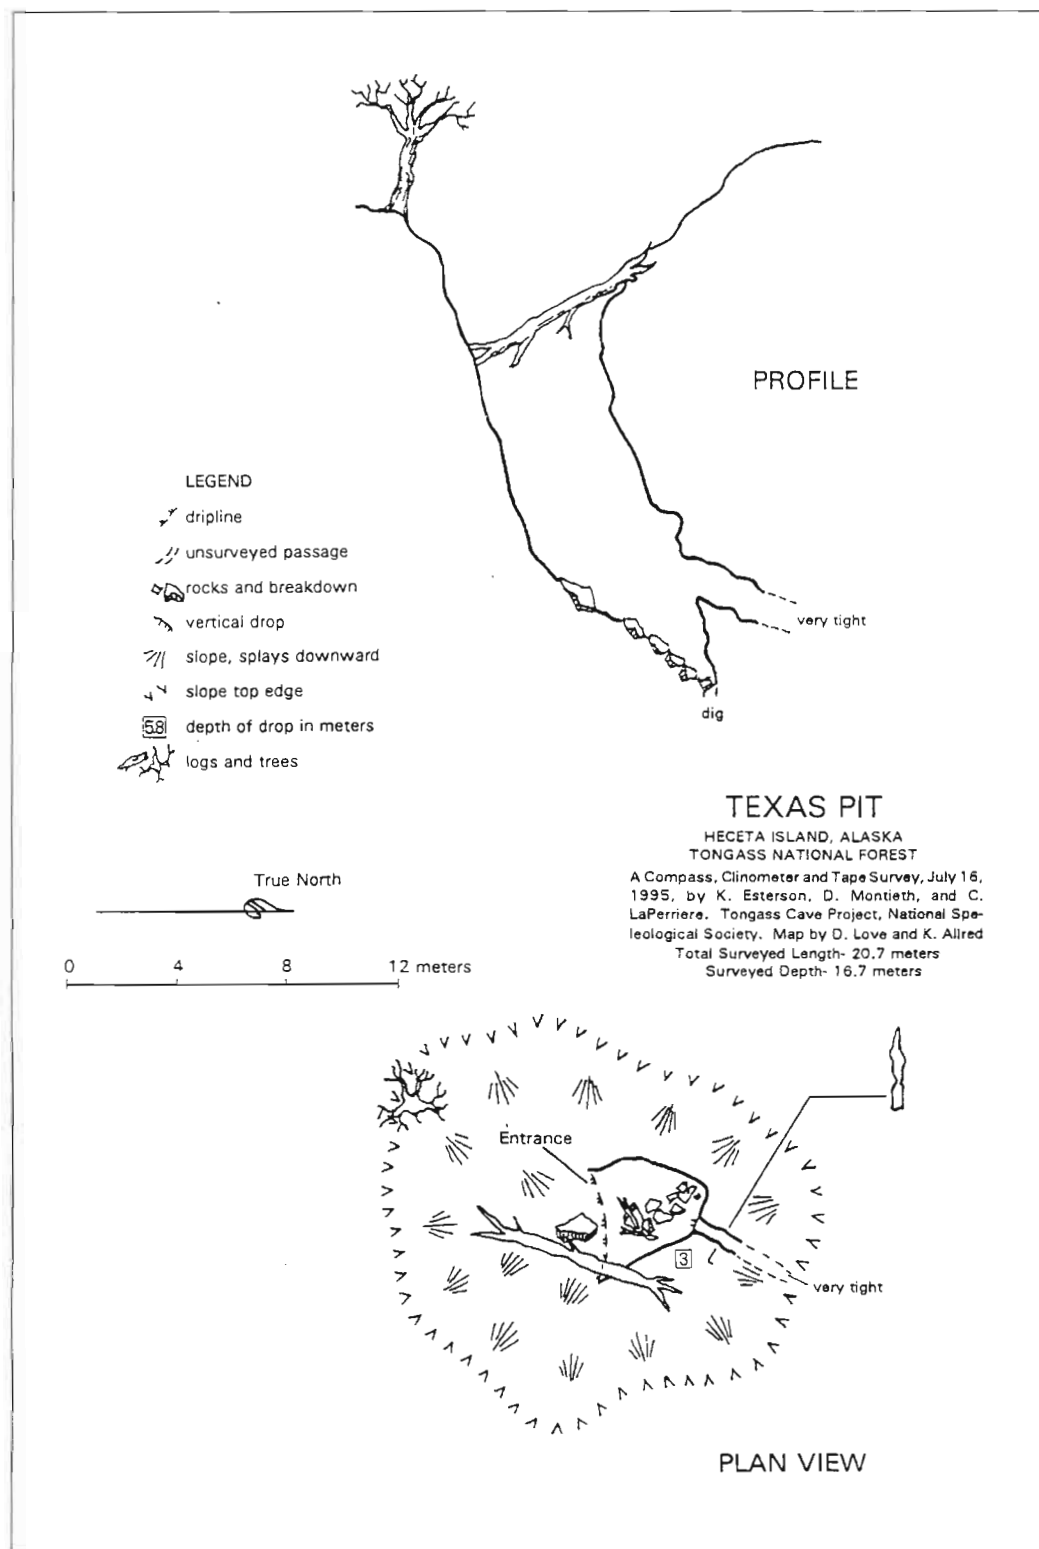 PROFILE
LEGEND
dripline
unsurveyed passage
rocks and breakdown
vertical drop
slope, splays downward
slope top edge
5.8 depth of drop in meters
logs and trees
very tight
dig
TEXAS PIT
HECETA ISLAND, ALASKA
TONGASS NATIONAL FOREST
A Compass, Clinometer and Tape Survey, July 16,
1995, by K. Esterson, D. Montieth, and C.
LaPerriere. Tongass Cave Project, National Spe-
leological Society. Map by D. Love and K. Allred
Total Surveyed Length- 20.7 meters
Surveyed Depth- 16.7 meters
True North
0 4 8 12 meters
Entrance
3
very tight
PLAN VIEW